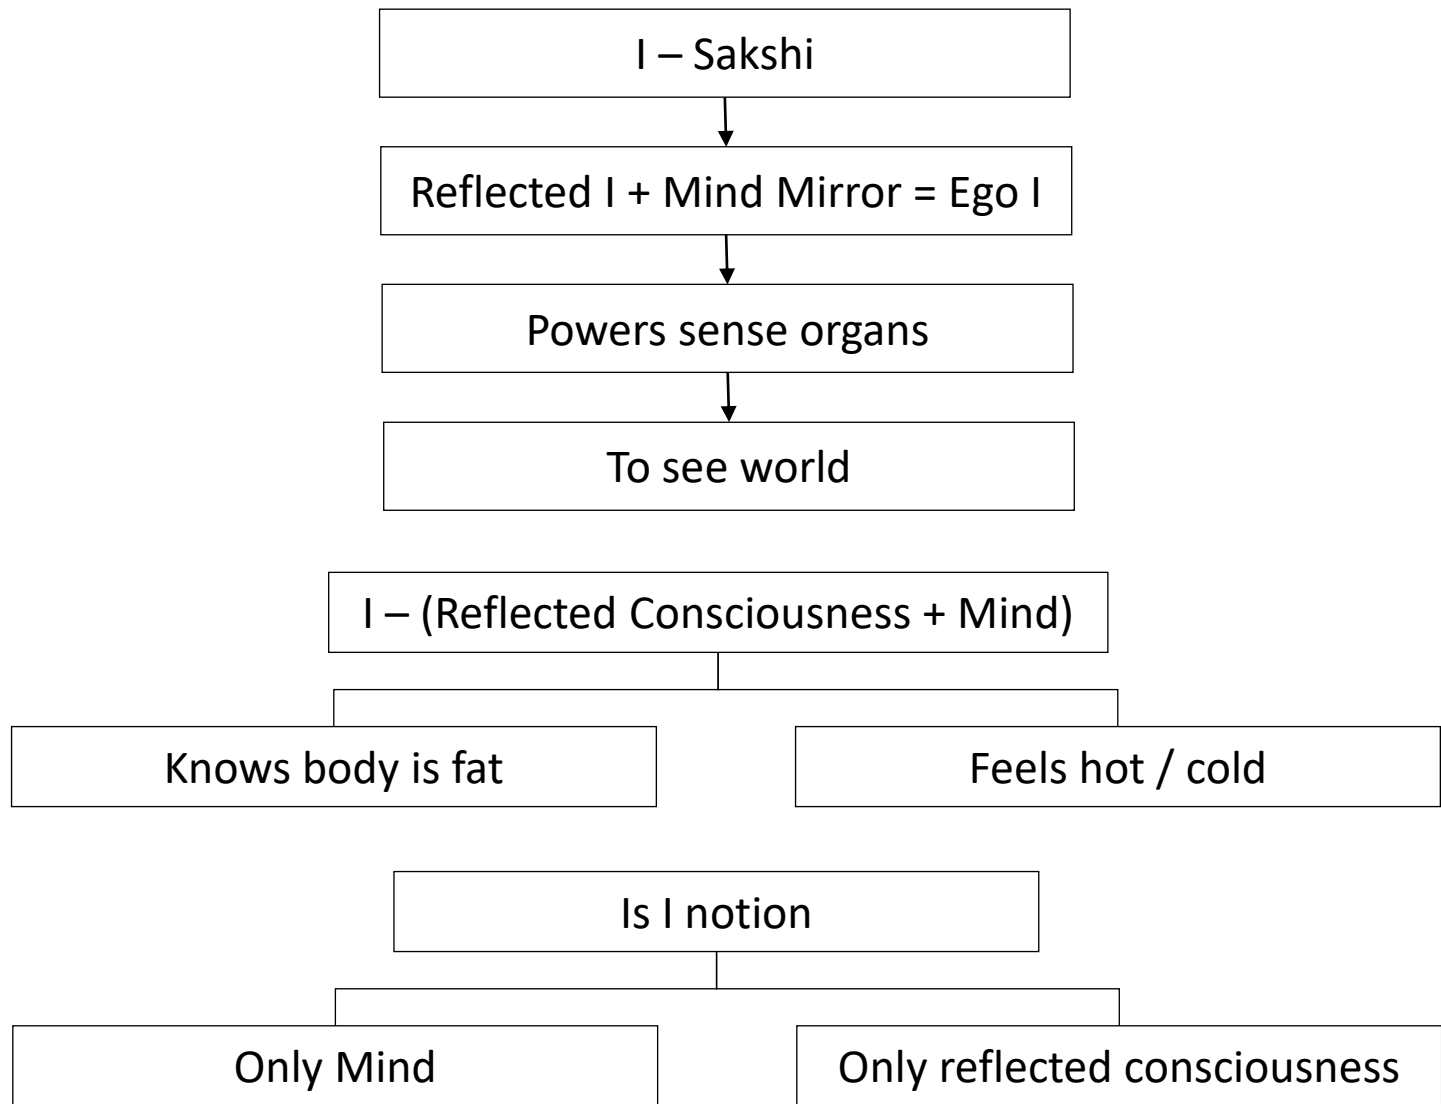 I – Sakshi
Reflected I + Mind Mirror = Ego I
Powers sense organs
To see world
I – (Reflected Consciousness + Mind)
Knows body is fat
Feels hot / cold
Is I notion
Only Mind
Only reflected consciousness